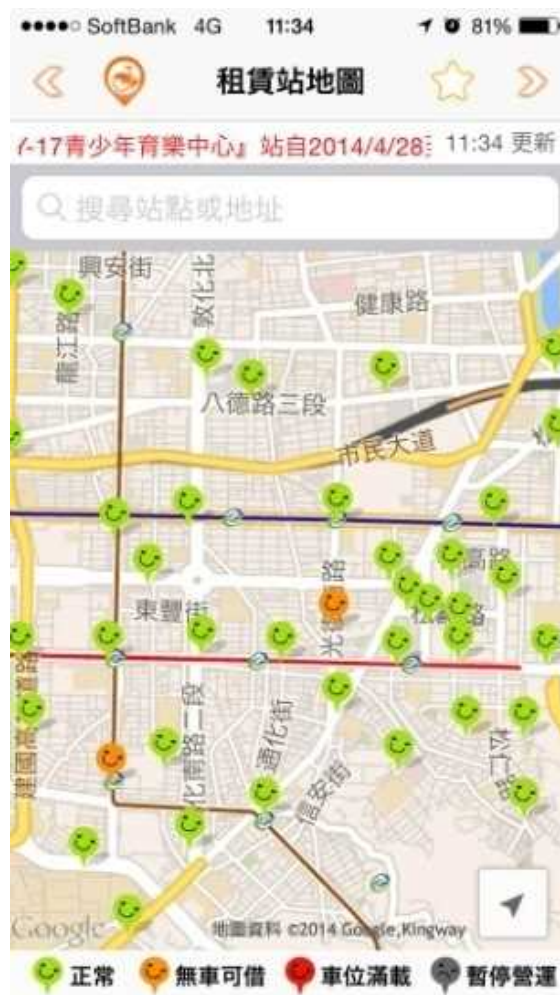 SoftBank 4G 11:34 81%
租賃站地圖
7-17青少年育樂中心』站自2014/4/28 11:34 更新
搜尋站點或地址
興安街
敦化北
龍江路
健康路
八德路三段
市民大道
高路
東豐街
路
建國高
化南路二段
通化街
信安街
松仁路
Google
地圖資料 ©2014 Google,Kingway
正常 無車可借 車位滿載 暫停營運